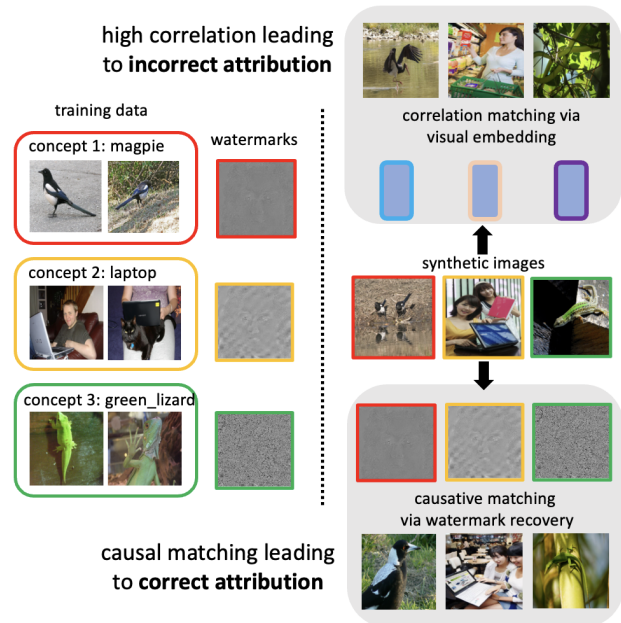 high correlation leading
to incorrect attribution
training data
watermarks
concept 1: magpie
concept 2: laptop
concept 3: green_lizard
causal matching leading
to correct attribution
correlation matching via
visual embedding
synthetic images
causative matching
via watermark recovery